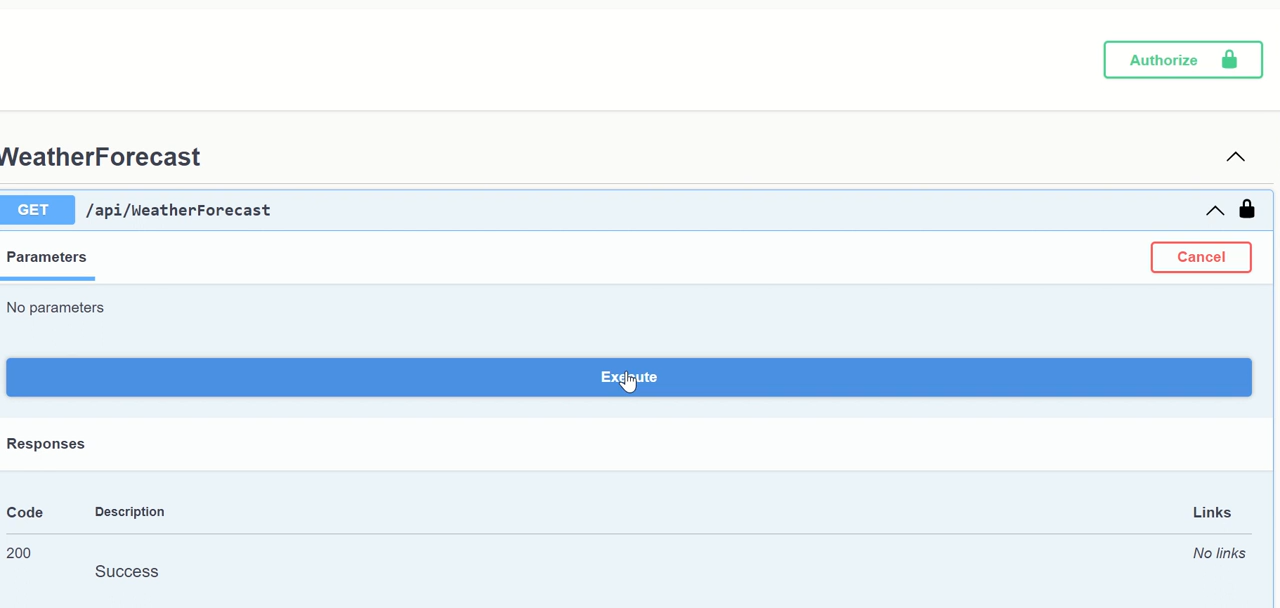 Authorize
WeatherForecast
GET /api/WeatherForecast
Parameters
Cancel
No parameters
Execute
Responses
Code Description Links
200 No links
Success